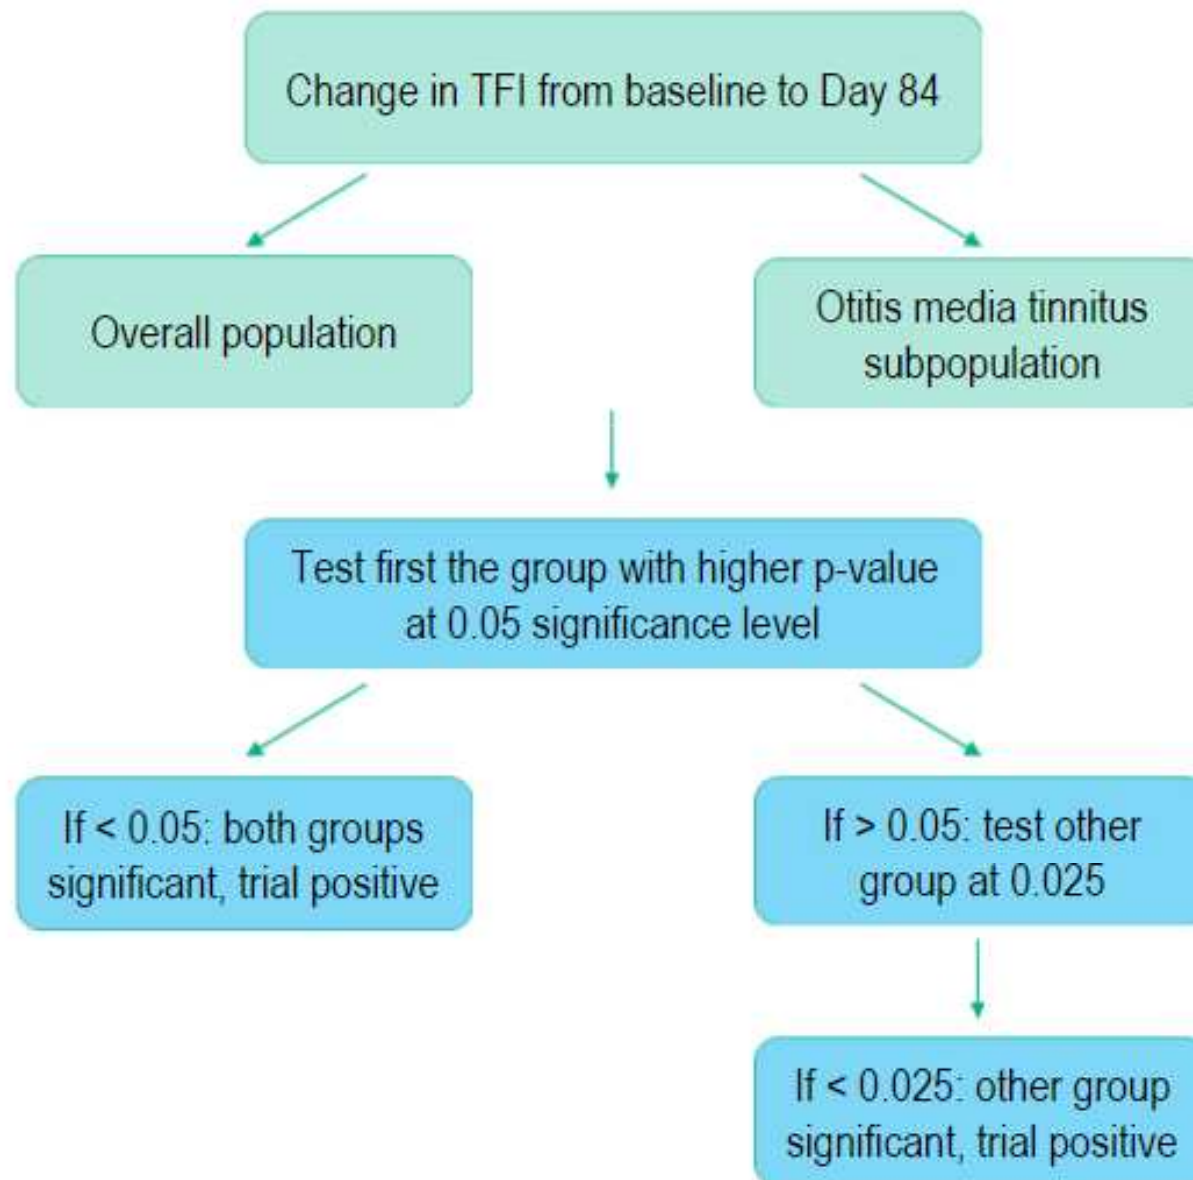 Change in TFI from baseline to Day 84
Overall population
Otitis media tinnitus
subpopulation
Test first the group with higher p-value
at 0.05 significance level
If < 0.05: both groups
significant, trial positive
If > 0.05: test other
group at 0.025
If < 0.025: other group
significant, trial positive